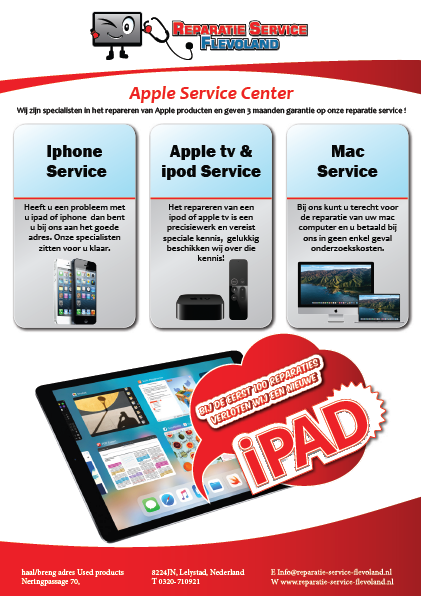 REPARATIE SERVICE
FLEVOLAND
Apple Service Center
Wij zijn specialisten in het repareren van Apple producten en geven 3 maanden garantie op onze reparatie service !
Iphone
Service
Heeft u een probleem met
u ipad of iphone dan bent
u bij ons aan het goede
adres. Onze specialisten
zitten voor u klaar.
Apple tv &
ipod Service
Het repareren van een
ipod of apple tv is een
precisiewerk en vereist
speciale kennis, gelukkig
beschikken wij over die
kennis!
Mac
Service
Bij ons kunt u terecht voor
de reparatie van uw mac
computer en u betaald bij
ons in geen enkel geval
onderzoekskosten.
BIJ DE EERST 100 REPARATIES
VERLOTEN WIJ EEN NIEUWE
iPAD
haal/breng adres Used products
Neringpassage 70,
8224JN, Lelystad, Nederland
T 0320-710921
E Info@reparatie-service-flevoland.nl
W www.reparatie-service-flevoland.nl